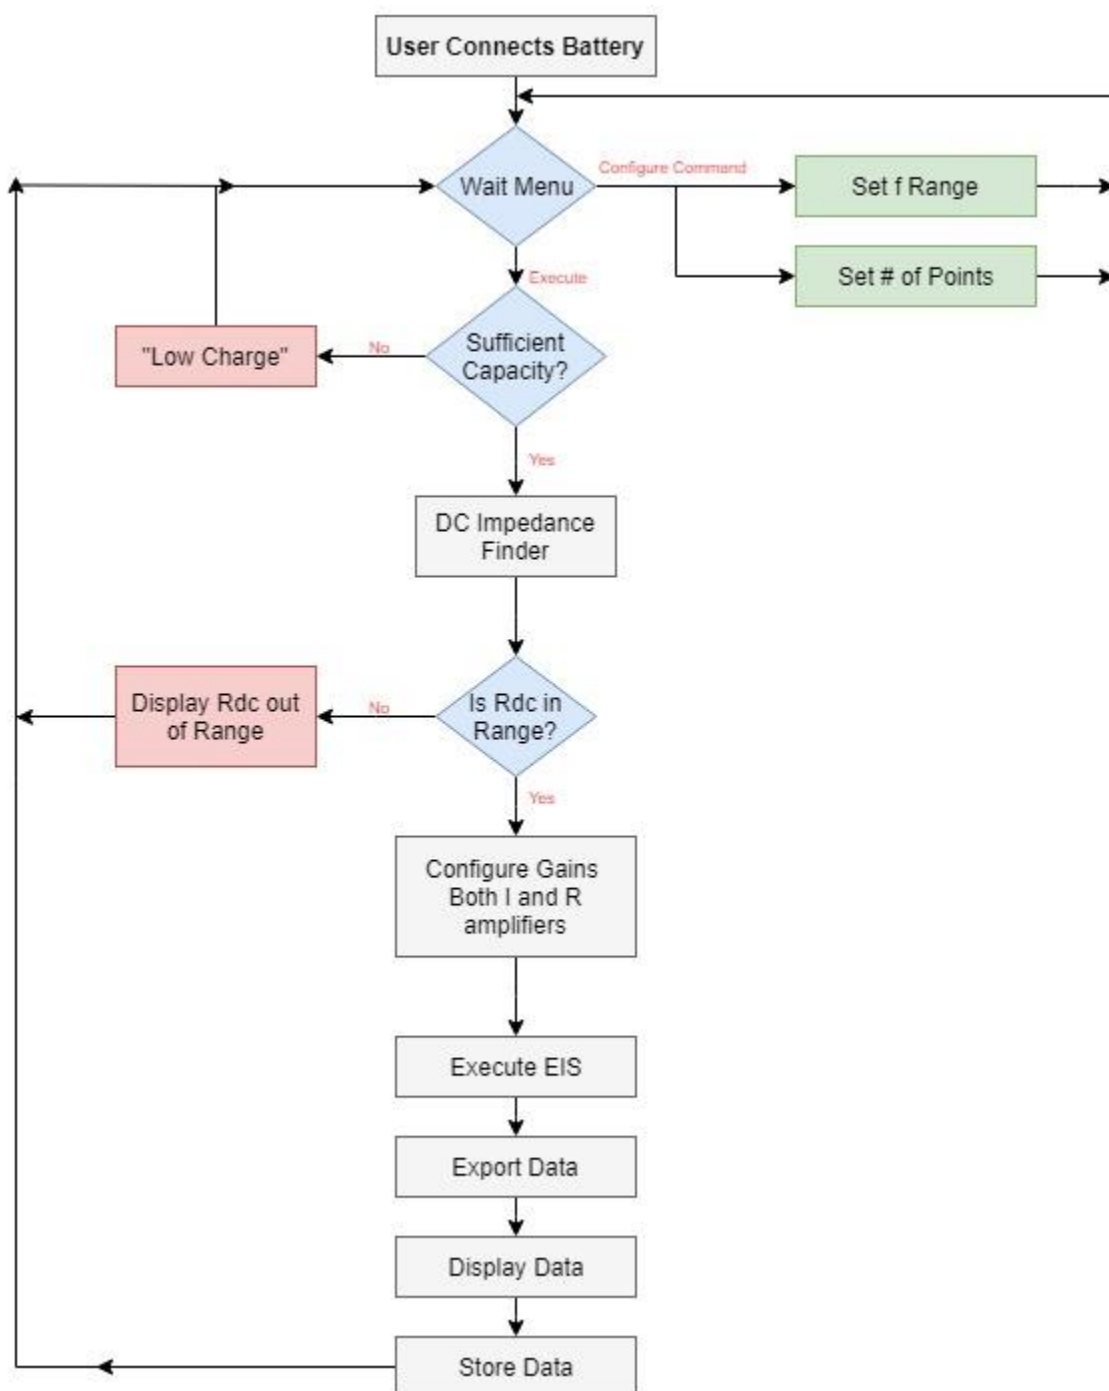 User Connects Battery
Wait Menu
Configure Command
Set f Range
Set # of Points
Execute
Sufficient
Capacity?
No
"Low Charge"
Yes
DC Impedance
Finder
Is Rdc in
Range?
No
Display Rdc out
of Range
Yes
Configure Gains
Both I and R
amplifiers
Execute EIS
Export Data
Display Data
Store Data